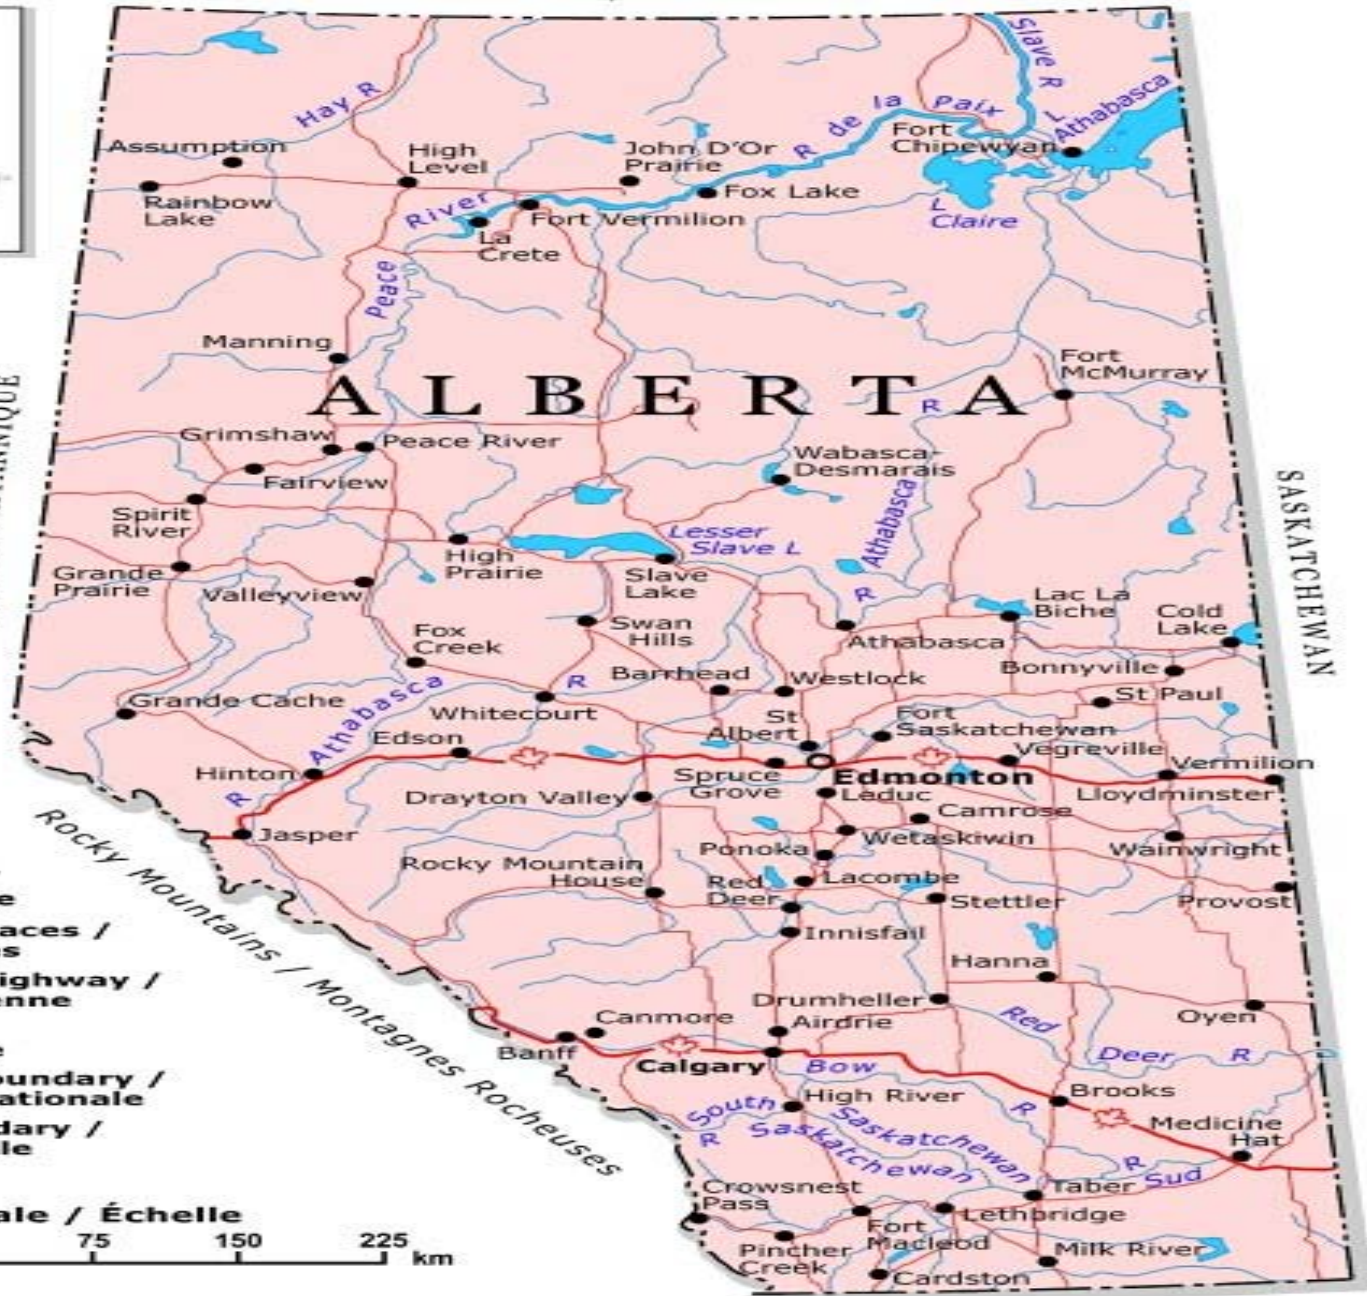 Slave R
L Athabasca
Hay R
R de la Paix
Assumption
High
Level
John D'Or
Prairie
Fort
Chipewyan
Rainbow
Lake
River
Fort Vermilion
Fox Lake
L
Claire
La
Crete
Peace
Manning
Fort
McMurray
ALBERTA
R
Grimshaw
Peace River
Wabasca-
Desmarais
Fairview
Athabasca
Spirit
River
SASKATCHEWAN
Lesser
Slave L
High
Prairie
Grande
Prairie
Valleyview
Slave
Lake
R
Lac La
Biche
Cold
Lake
Fox
Creek
Swan
Hills
Athabasca
Bonnyville
Barrhead
Westlock
St Paul
Grande Cache
Athabasca
R
Whitecourt
St
Albert
Fort
Saskatchewan
Edson
Vegreville
Vermilion
Hinton
Spruce
Grove
Edmonton
Lloydminster
R
Drayton Valley
Leduc
Camrose
Jasper
Wetaskiwin
Wainwright
Ponoka
Rocky Mountain
House
Red
Deer
Lacombe
Stettler
Provost
Innisfail
Hanna
Rocky Mountains / Montagnes Rocheuses
Drumheller
Oyen
Canmore
Airdrie
Red
Deer R
Banff
Calgary
Bow
R
High River
Brooks
South
Saskatchewan
R
Saskatchewan
R
Sud
Medicine
Hat
Crowsnest
Pass
Taber
Lethbridge
Fort
Macleod
Pincher
Creek
Milk River
Cardston
aces /
ighway /
enne
oundary /
ationale
dary /
le
ale / Échelle
75 150 225 km